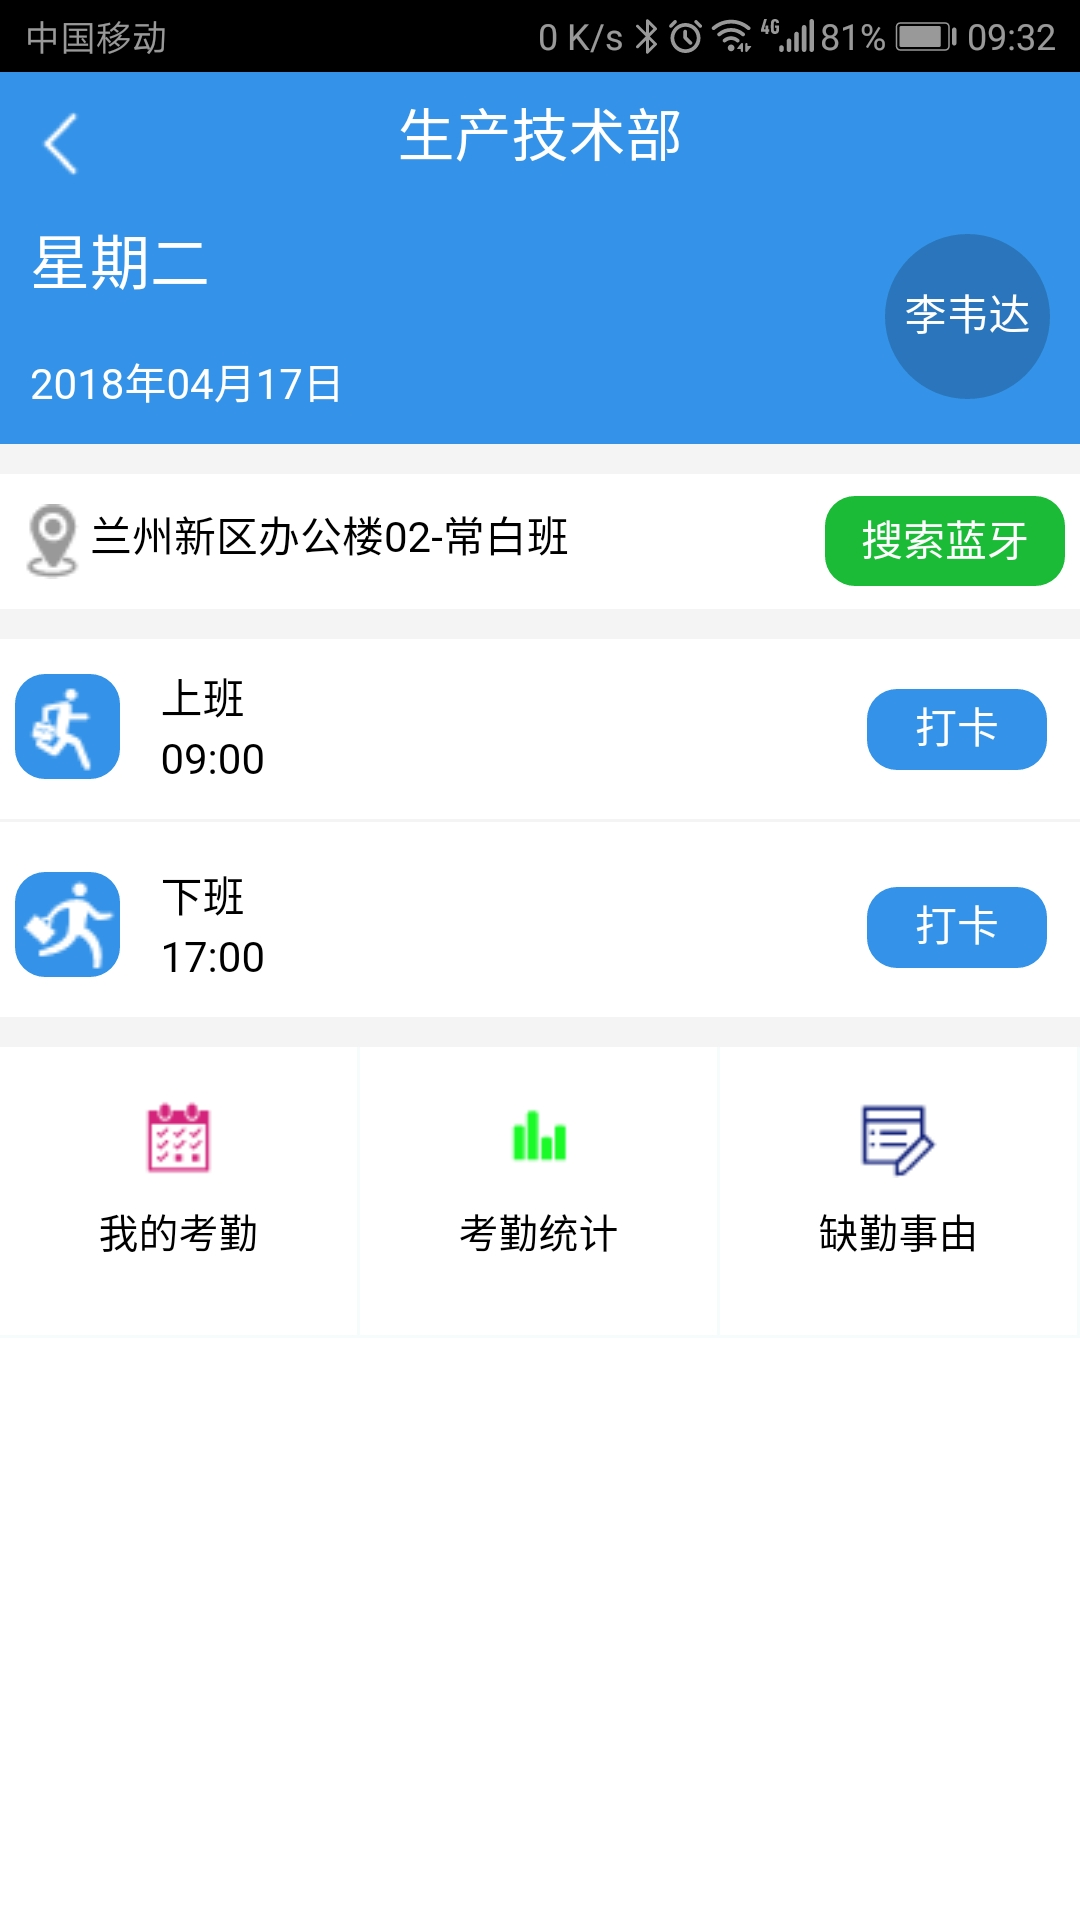 中国移动 0 K/s 4G 81% 09:32
生产技术部
星期二
李韦达
2018年04月17日
兰州新区办公楼02-常白班 搜索蓝牙
上班
09:00
打卡
下班
17:00
打卡
我的考勤 考勤统计 缺勤事由